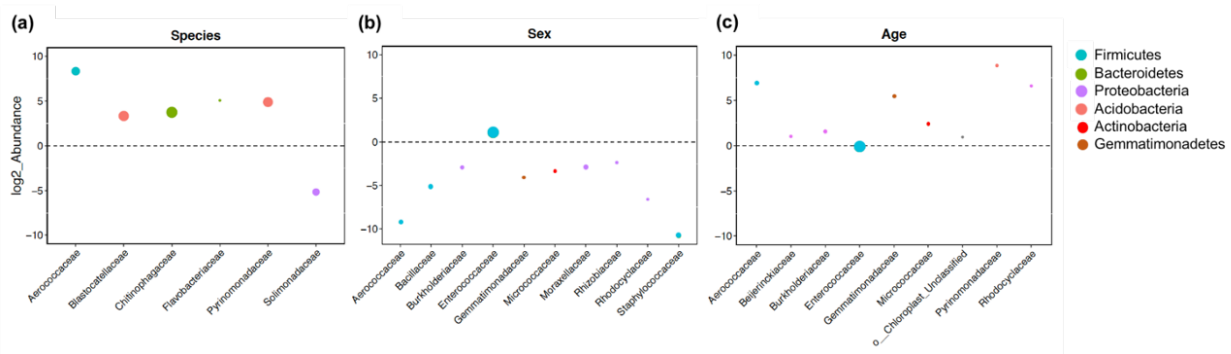 (a)
Species
log2_Abundance
10
5
0
−5
−10
Aerococcaceae
Blastocatellaceae
Chitinophagaceae
Flavobacteriaceae
Pyrinomonadaceae
Solimonadaceae
(b)
Sex
10
5
0
−5
−10
Aerococcaceae
Bacillaceae
Burkholderiaceae
Enterococcaceae
Gemmatimonadaceae
Micrococcaceae
Moraxellaceae
Rhizobiaceae
Rhodocyclaceae
Staphylococcaceae
(c)
Age
10
5
0
−5
−10
Aerococcaceae
Beijerinckiaceae
Burkholderiaceae
Enterococcaceae
Gemmatimonadaceae
Micrococcaceae
o__Chloroplast_Unclassified
Pyrinomonadaceae
Rhodocyclaceae
Firmicutes
Bacteroidetes
Proteobacteria
Acidobacteria
Actinobacteria
Gemmatimonadetes